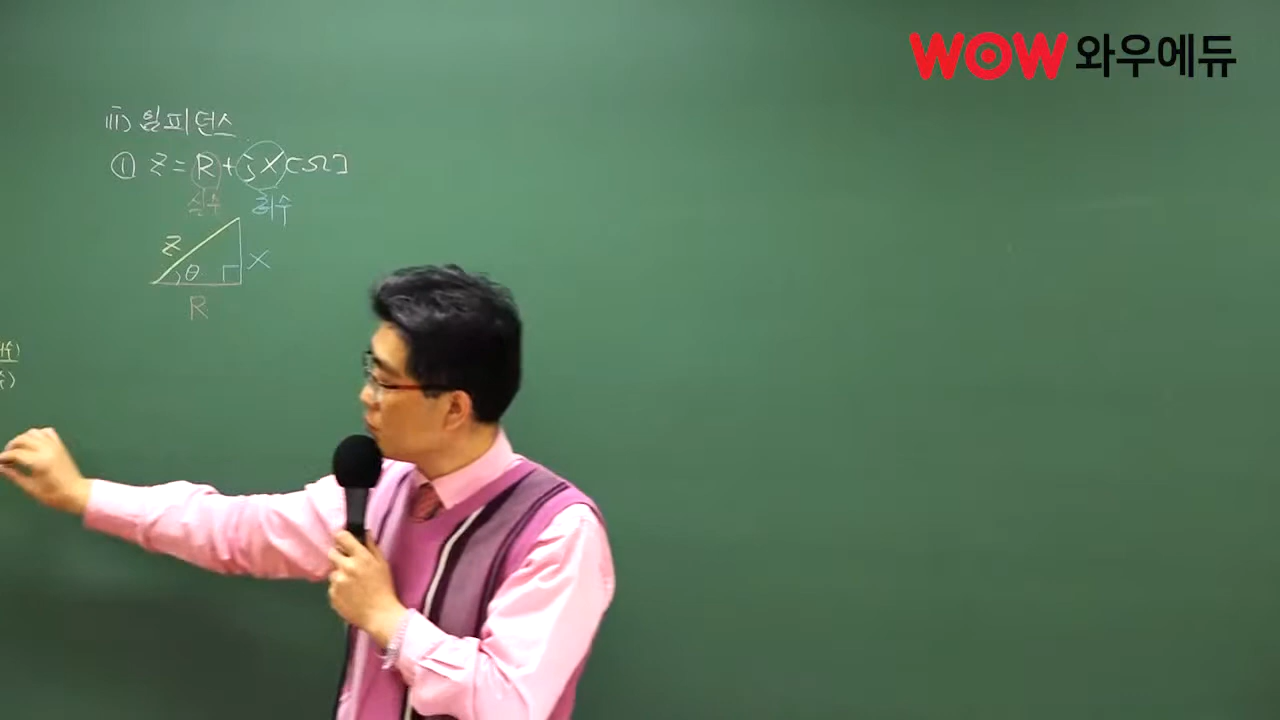 WOW 와우에듀
iii) 임피던스
① Z = R + jX [Ω]
실수 허수
Z
θ
X
R